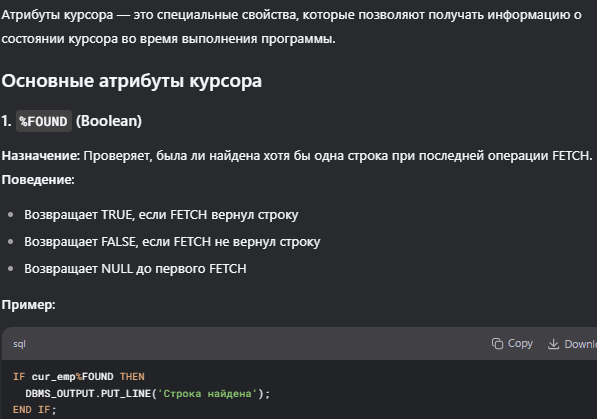 Атрибуты курсора — это специальные свойства, которые позволяют получать информацию о
состоянии курсора во время выполнения программы.
Основные атрибуты курсора
1. %FOUND (Boolean)
Назначение: Проверяет, была ли найдена хотя бы одна строка при последней операции FETCH.
Поведение:
• Возвращает TRUE, если FETCH вернул строку
• Возвращает FALSE, если FETCH не вернул строку
• Возвращает NULL до первого FETCH
Пример:
sql Copy Downlo
IF cur_emp%FOUND THEN
DBMS_OUTPUT.PUT_LINE('Строка найдена');
END IF;